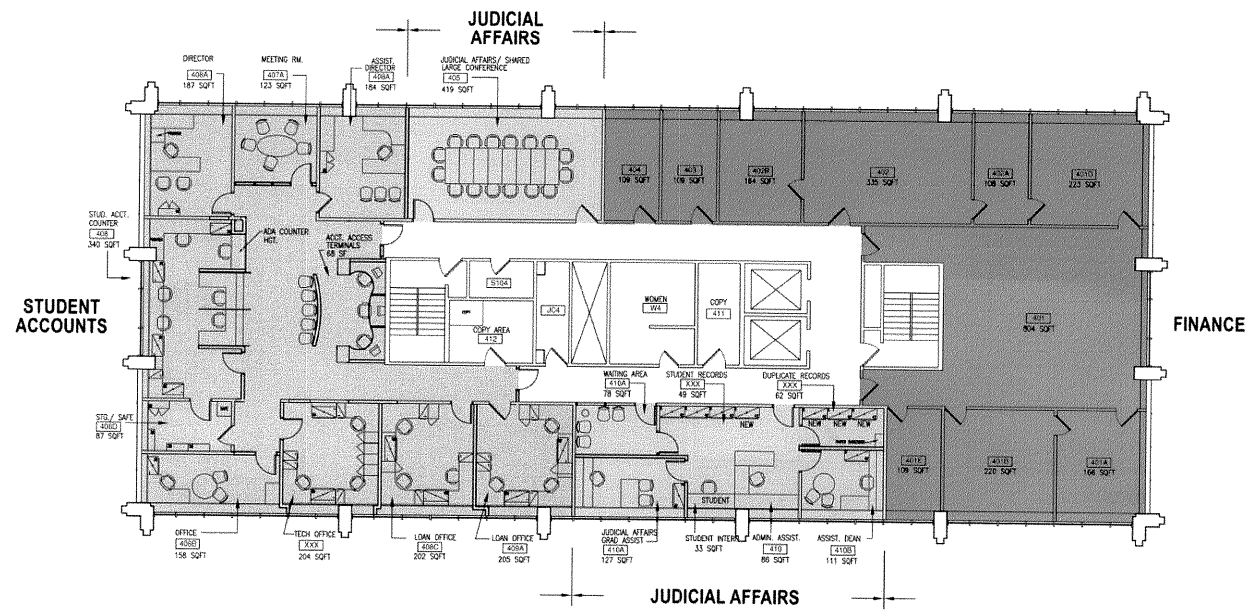 JUDICIAL
AFFAIRS
DIRECTOR
408A
187 SQFT
MEETING RM.
407A
123 SQFT
ASSIST.
DIRECTOR
184 SQFT
JUDICIAL AFFAIRS/ SHARED
LARGE CONFERENCE
405
419 SQFT
404
109 SQFT
403
109 SQFT
402B
184 SQFT
402
335 SQFT
402A
108 SQFT
401D
223 SQFT
STUD. ACCT.
COUNTER
408
340 SQFT
ADA COUNTER
HGT.
ACCT. ACCESS
TERMINALS
68 SF
STUDENT
ACCOUNTS
S104
COPY AREA
412
JC4
WOMEN
W4
COPY
411
401
804 SQFT
FINANCE
STG./ SAFE
87 SQFT
WAITING AREA
410A
78 SQFT
STUDENT RECORDS
XXX
49 SQFT
DUPLICATE RECORDS
XXX
62 SQFT
NEW
NEW
NEW
NEW
401E
109 SQFT
401B
220 SQFT
401A
166 SQFT
STUDENT
OFFICE
158 SQFT
TECH OFFICE
XXX
204 SQFT
LOAN OFFICE
202 SQFT
LOAN OFFICE
409A
205 SQFT
JUDICIAL AFFAIRS
GRAD ASSIST
410A
127 SQFT
STUDENT INTERN
33 SQFT
ADMIN. ASSIST.
410
86 SQFT
ASSIST. DEAN
410B
111 SQFT
JUDICIAL AFFAIRS